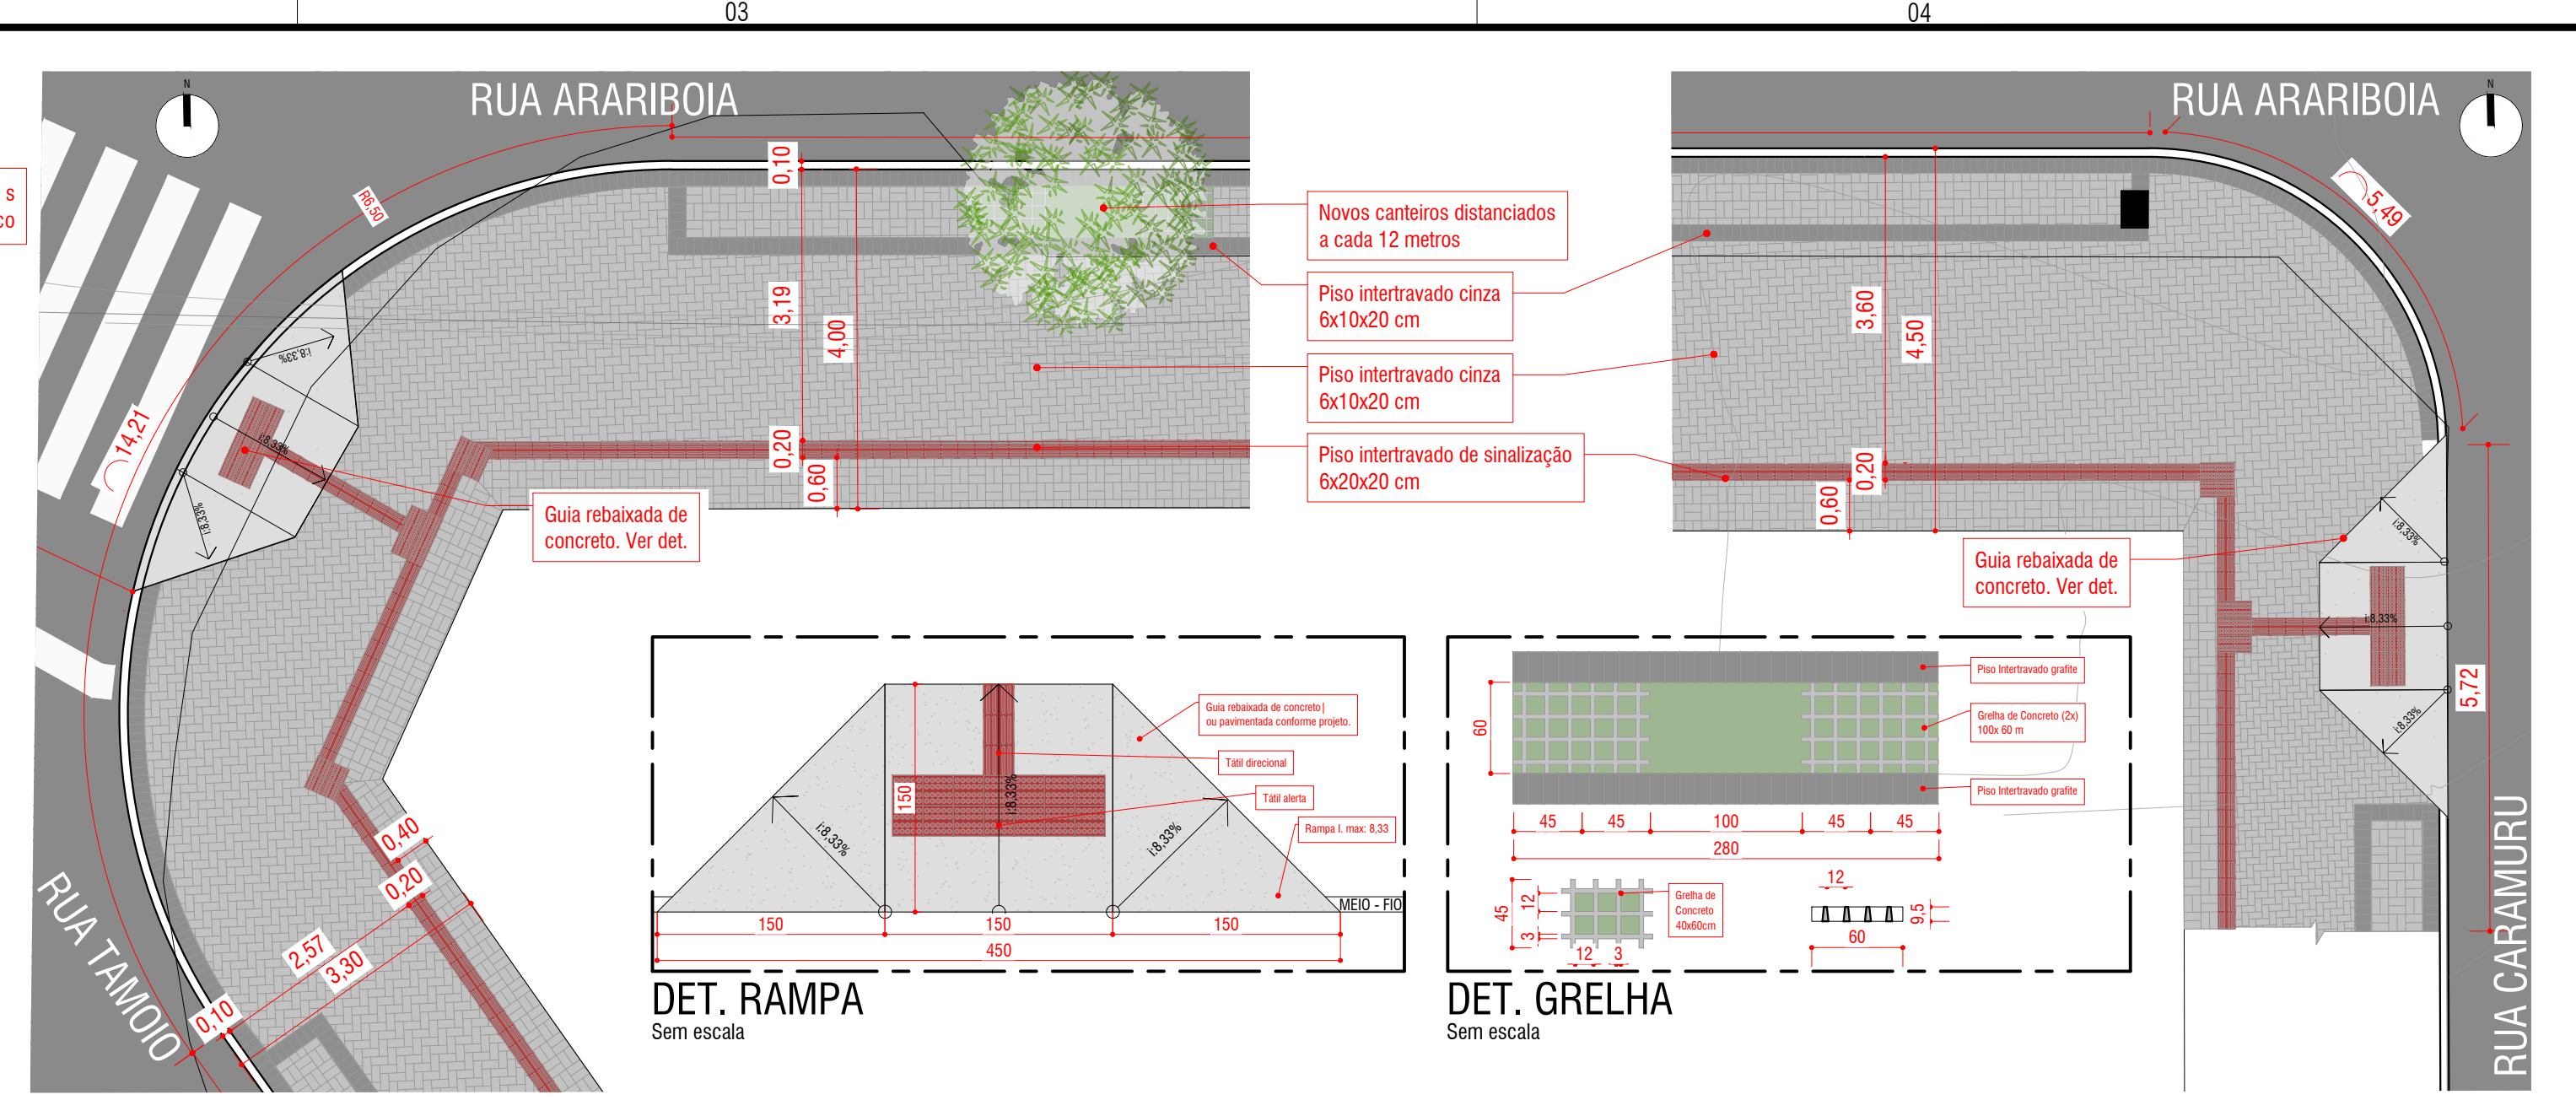 03
04
N
RUA ARARIBOIA
s
co
R6,50
14,21
i:8,33%
i:8,33%
i:8,33%
0,10
3,19
4,00
0,20
0,60
Guia rebaixada de
concreto. Ver det.
0,40
0,20
2,57
3,30
0,10
RUA TAMOIO
Novos canteiros distanciados
a cada 12 metros
Piso intertravado cinza
6x10x20 cm
Piso intertravado cinza
6x10x20 cm
Piso intertravado de sinalização
6x20x20 cm
RUA ARARIBOIA
N
5,49
3,60
4,50
0,20
0,60
Guia rebaixada de
concreto. Ver det.
i:8,33%
i:8,33%
i:8,33%
5,72
RUA CARAMURU
Guia rebaixada de concreto|
ou pavimentada conforme projeto.
Tátil direcional
Tátil alerta
Rampa I. max: 8,33
150
i:8,33%
i:8,33%
i:8,33%
MEIO - FIO
150
150
150
450
DET. RAMPA
Sem escala
Piso Intertravado grafite
60
Grelha de Concreto (2x)
100x 60 m
Piso Intertravado grafite
45
45
100
45
45
280
45
12
3
12
3
Grelha de
Concreto
40x60cm
12
9,5
60
DET. GRELHA
Sem escala